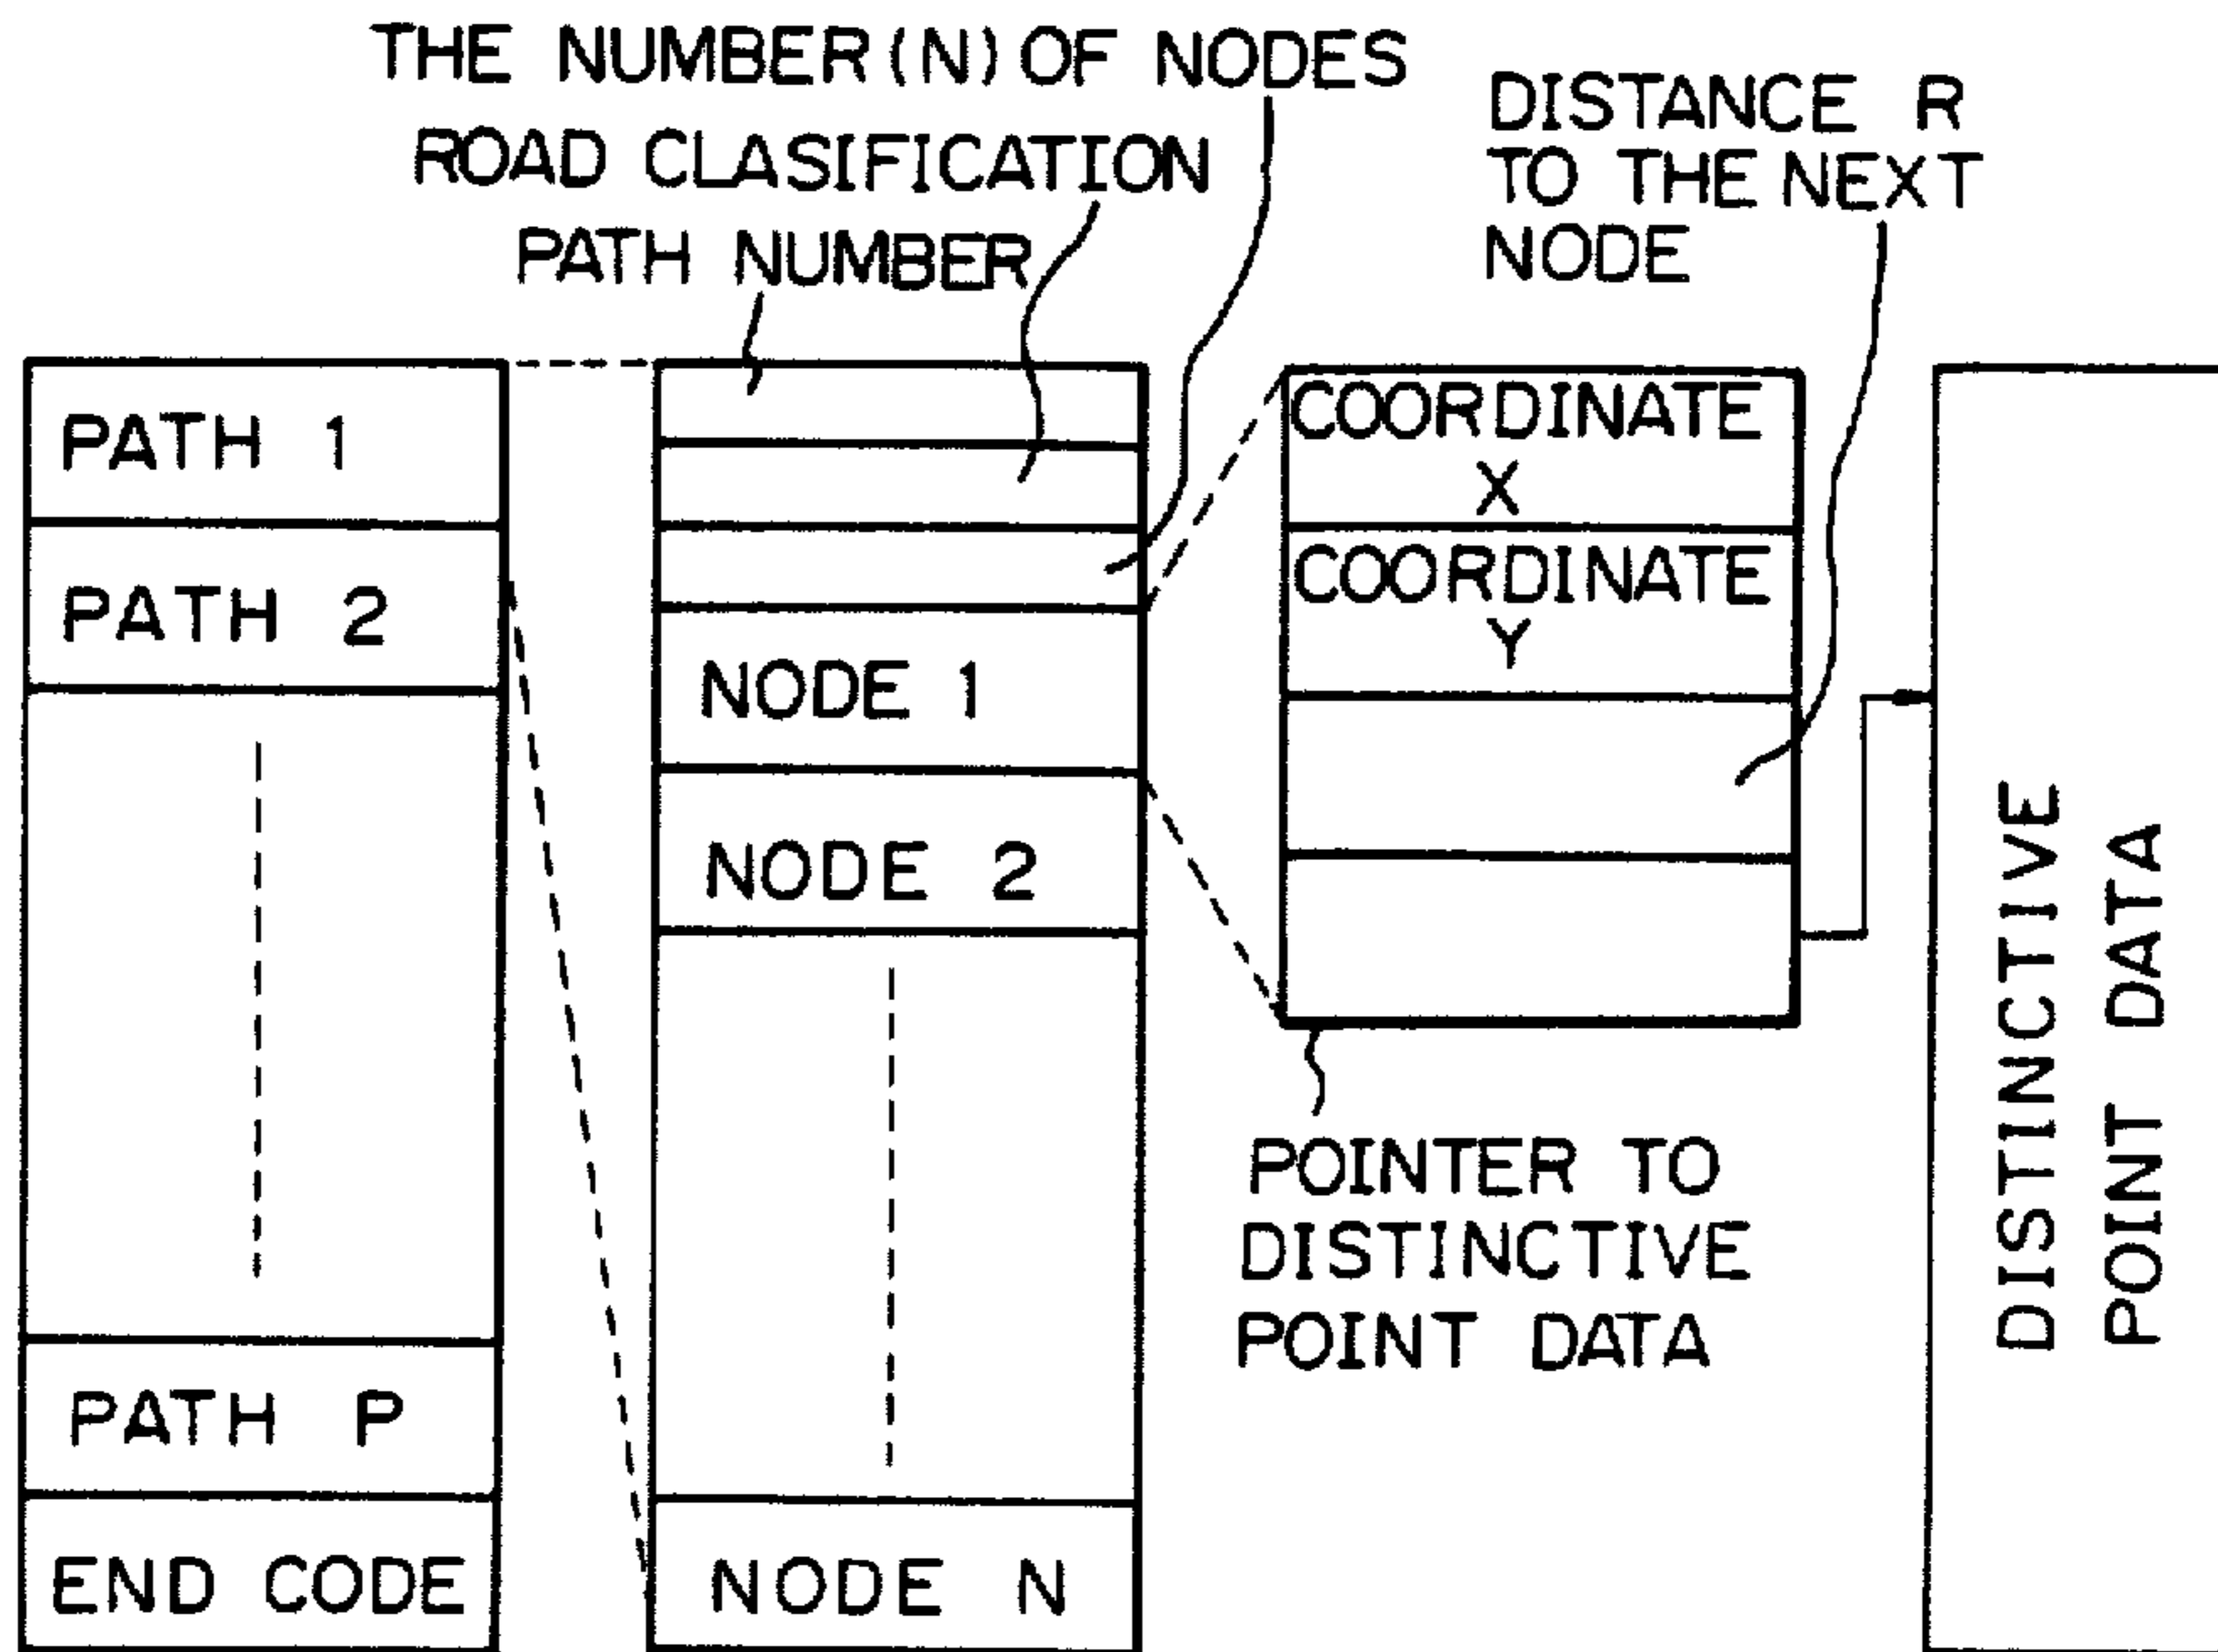 THE NUMBER(N) OF NODES
ROAD CLASIFICATION
PATH NUMBER
DISTANCE R
TO THE NEXT
NODE
PATH 1
PATH 2
PATH P
END CODE
NODE 1
NODE 2
NODE N
COORDINATE
X
COORDINATE
Y
POINTER TO
DISTINCTIVE
POINT DATA
DISTINCTIVE
POINT DATA